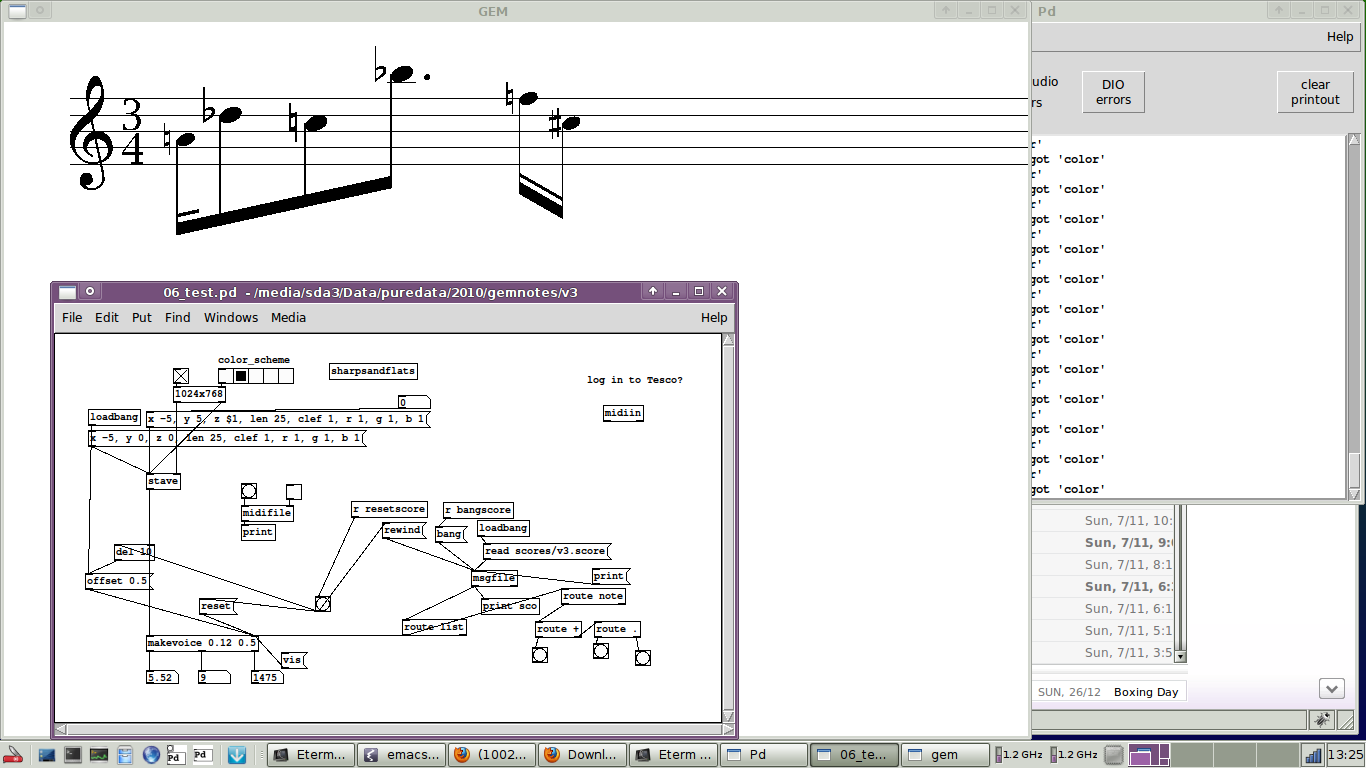 GEM
Pd
Help
udio
rs
DIO
errors
clear
printout
3
4
f'
got 'color'
f'
got 'color'
f'
got 'color'
f'
got 'color'
f'
got 'color'
f'
got 'color'
f'
got 'color'
f'
got 'color'
f'
got 'color'
f'
got 'color'
f'
got 'color'
f'
got 'color'
06_test.pd - /media/sda3/Data/puredata/2010/gemnotes/v3
File Edit Put Find Windows Media Help
color_scheme
sharpsandflats
log in to Tesco?
1024x768
0
midiin
loadbang
x -5, y 5, z $1, len 25, clef 1, r 1, g 1, b 1
x -5, y 0, z 0, len 25, clef 1, r 1, g 1, b 1
stave
midifile
print
r resetscore
r bangscore
rewind
bang
loadbang
read scores/v3.score
del 10
offset 0.5
msgfile
print
reset
print sco
route note
route list
route +
route .
makevoice 0.12 0.5
vis
5.52
9
1475
Sun, 7/11, 10:
Sun, 7/11, 9:
Sun, 7/11, 8:1
Sun, 7/11, 6:
Sun, 7/11, 6:1
Sun, 7/11, 5:1
Sun, 7/11, 3:5
SUN, 26/12 Boxing Day
Pd
Pd
Eterm...
emacs...
(1002...
Downl...
Eterm ...
Pd
06_te...
gem
1.2 GHz
1.2 GHz
13:25